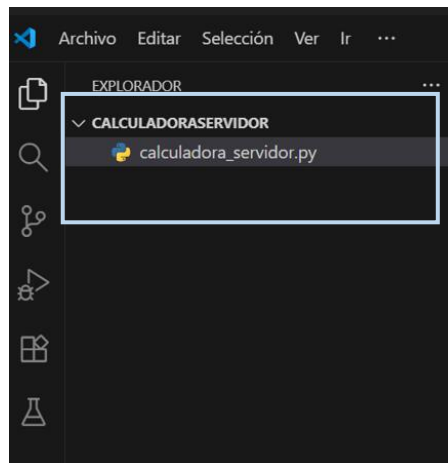 Archivo Editar Selección Ver Ir ...
EXPLORADOR ...
CALCULADORASERVIDOR
calculadora_servidor.py